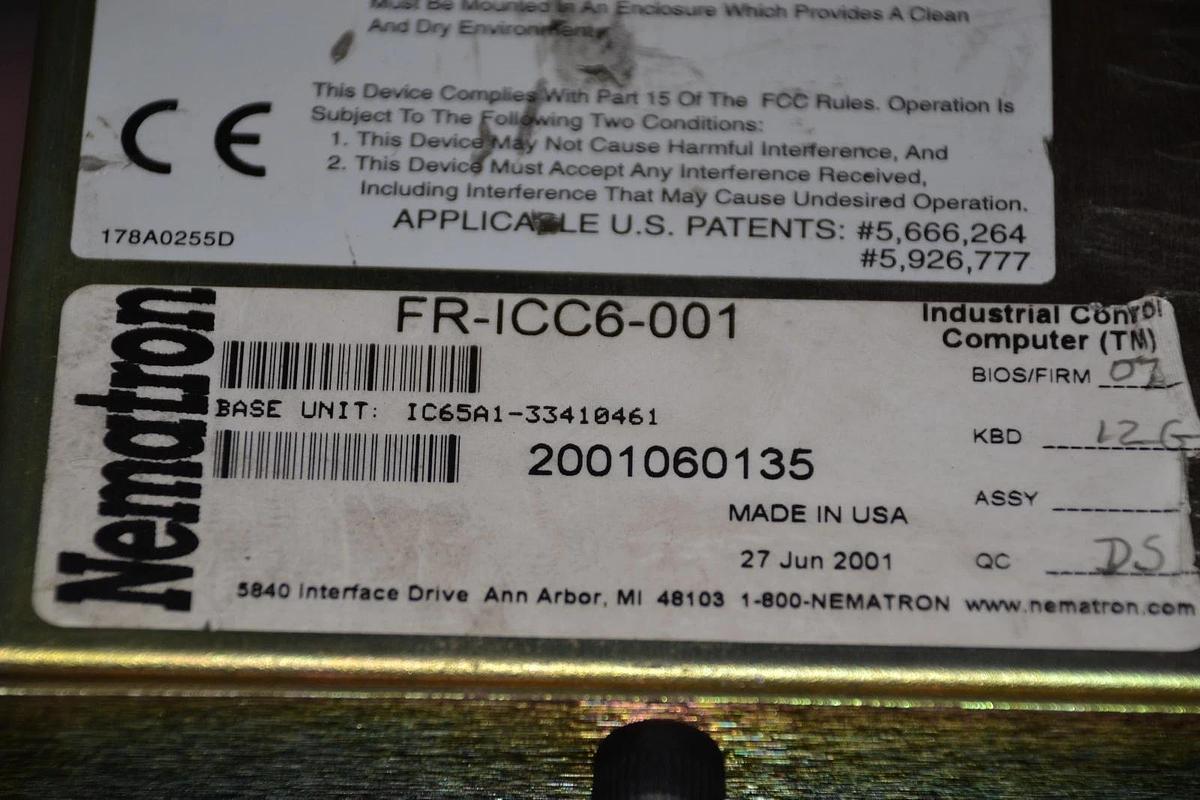 Must Be Mounted In An Enclosure Which Provides A Clean
And Dry Environment.
This Device Complies With Part 15 Of The FCC Rules. Operation Is
Subject To The Following Two Conditions:
1. This Device May Not Cause Harmful Interference, And
2. This Device Must Accept Any Interference Received,
Including Interference That May Cause Undesired Operation.
APPLICABLE U.S. PATENTS: #5,666,264
#5,926,777
CE
178A0255D
Nematron
FR-ICC6-001
BASE UNIT: IC65A1-33410461
2001060135
MADE IN USA
27 Jun 2001
Industrial Control
Computer (TM)
BIOS/FIRM 07
KBD 12G
ASSY
QC DS
5840 Interface Drive Ann Arbor, MI 48103 1-800-NEMATRON www.nematron.com